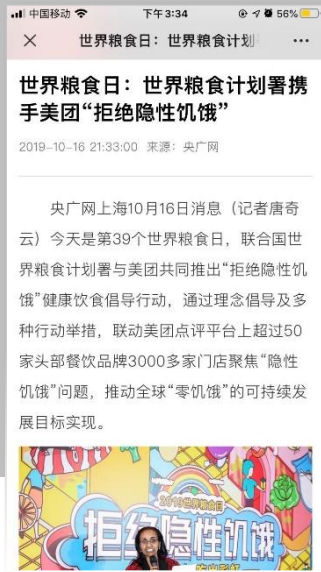 中国移动 下午3:34 56%
世界粮食日：世界粮食计划
世界粮食日：世界粮食计划署携
手美团“拒绝隐性饥饿”
2019-10-16 21:33:00 来源：央广网
央广网上海10月16日消息（记者唐奇
云）今天是第39个世界粮食日，联合国世
界粮食计划署与美团共同推出“拒绝隐性饥
饿”健康饮食倡导行动，通过理念倡导及多
种行动举措，联动美团点评平台上超过50
家头部餐饮品牌3000多家门店聚焦“隐性
饥饿”问题，推动全球“零饥饿”的可持续发
展目标实现。
2019世界粮食日
拒绝隐性饥饿
吃出彩虹